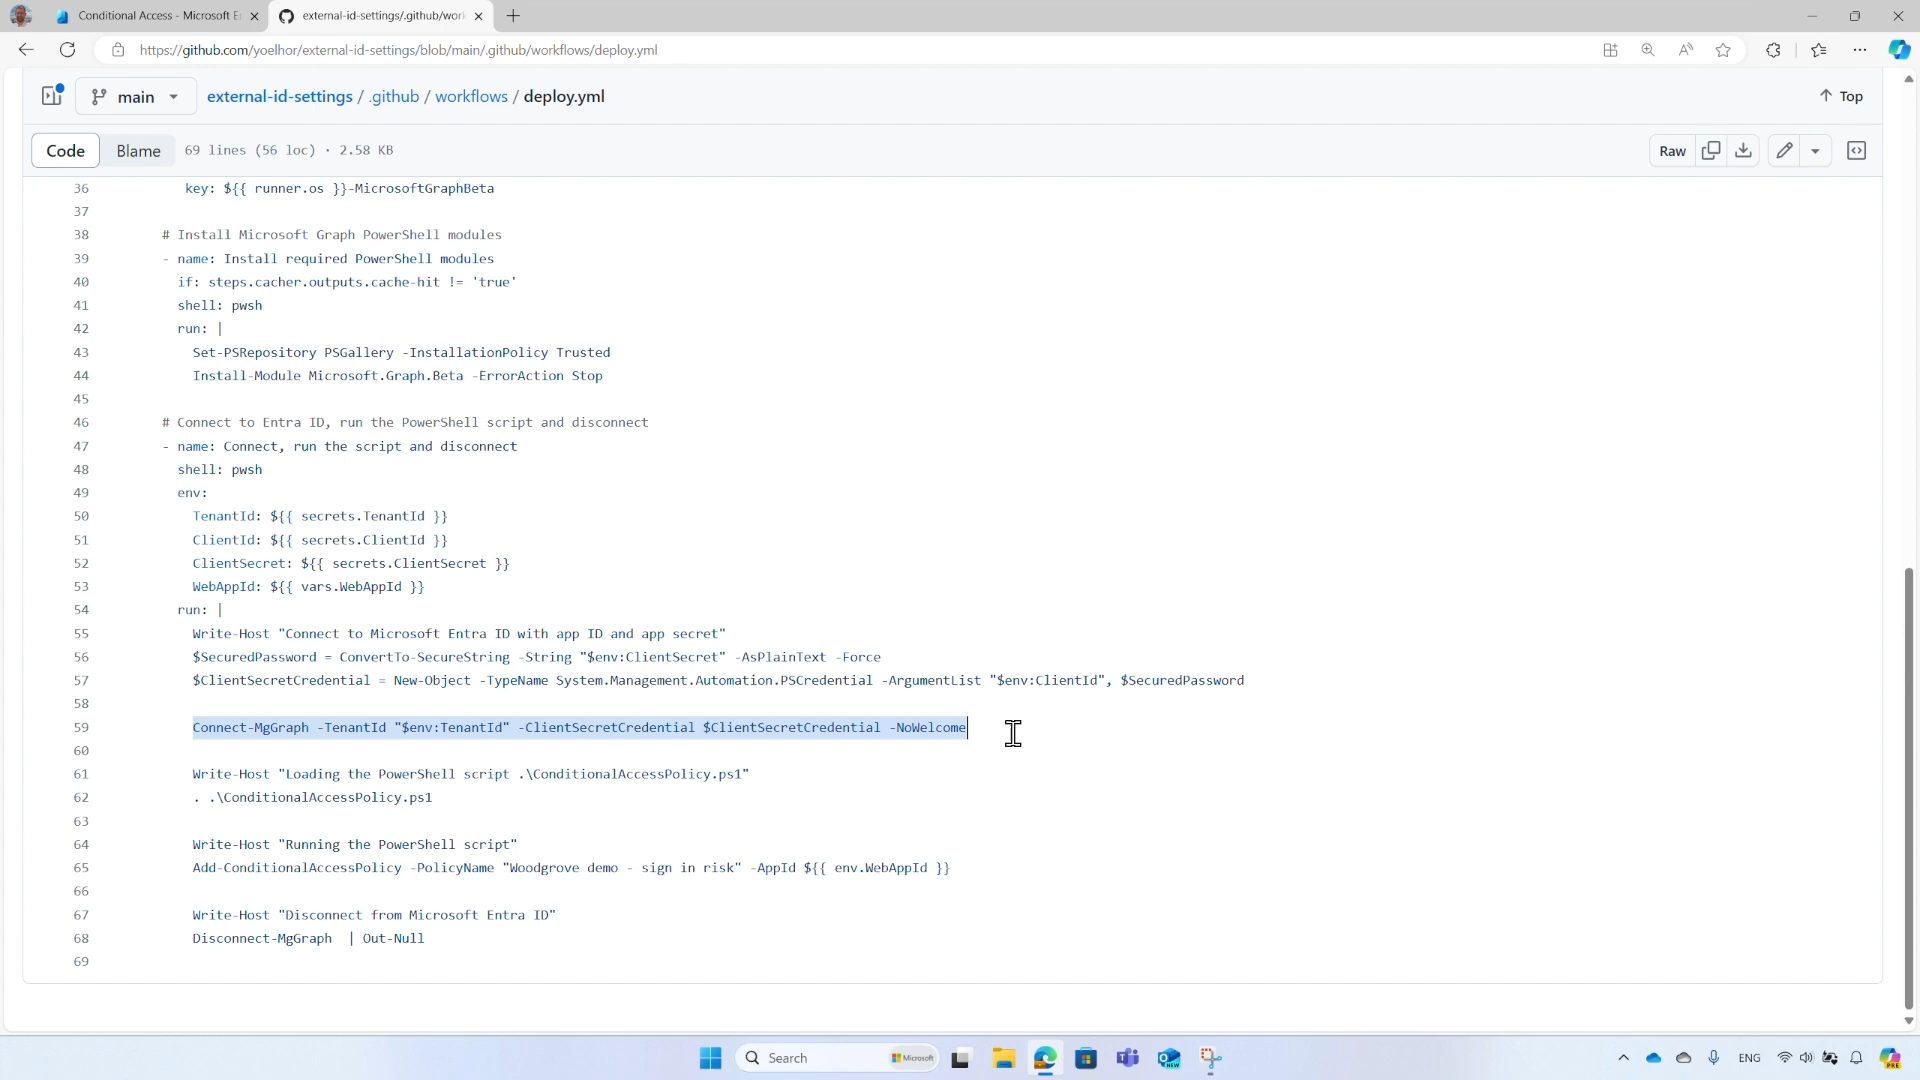 Conditional Access - Microsoft E
external-id-settings/.github/work
https://github.com/yoelhor/external-id-settings/blob/main/.github/workflows/deploy.yml
main
external-id-settings / .github / workflows / deploy.yml
Top
Code
Blame
69 lines (56 loc) · 2.58 KB
Raw
36 key: ${{ runner.os }}-MicrosoftGraphBeta
37
38 # Install Microsoft Graph PowerShell modules
39 - name: Install required PowerShell modules
40 if: steps.cacher.outputs.cache-hit != 'true'
41 shell: pwsh
42 run: |
43 Set-PSRepository PSGallery -InstallationPolicy Trusted
44 Install-Module Microsoft.Graph.Beta -ErrorAction Stop
45
46 # Connect to Entra ID, run the PowerShell script and disconnect
47 - name: Connect, run the script and disconnect
48 shell: pwsh
49 env:
50 TenantId: ${{ secrets.TenantId }}
51 ClientId: ${{ secrets.ClientId }}
52 ClientSecret: ${{ secrets.ClientSecret }}
53 WebAppId: ${{ vars.WebAppId }}
54 run: |
55 Write-Host "Connect to Microsoft Entra ID with app ID and app secret"
56 $SecuredPassword = ConvertTo-SecureString -String "$env:ClientSecret" -AsPlainText -Force
57 $ClientSecretCredential = New-Object -TypeName System.Management.Automation.PSCredential -ArgumentList "$env:ClientId", $SecuredPassword
58
59 Connect-MgGraph -TenantId "$env:TenantId" -ClientSecretCredential $ClientSecretCredential -NoWelcome
60
61 Write-Host "Loading the PowerShell script .\ConditionalAccessPolicy.ps1"
62 . .\ConditionalAccessPolicy.ps1
63
64 Write-Host "Running the PowerShell script"
65 Add-ConditionalAccessPolicy -PolicyName "Woodgrove demo - sign in risk" -AppId ${{ env.WebAppId }}
66
67 Write-Host "Disconnect from Microsoft Entra ID"
68 Disconnect-MgGraph | Out-Null
69
Search
Microsoft
NEW
ENG
PRE